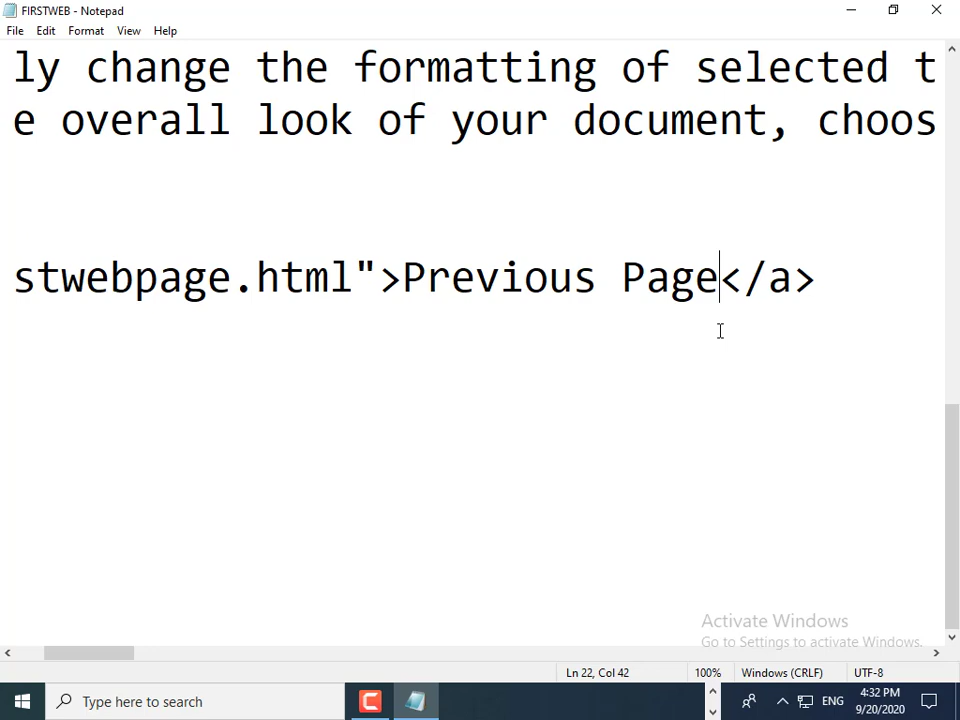 FIRSTWEB - Notepad
File Edit Format View Help
ly change the formatting of selected t
e overall look of your document, choos
stwebpage.html">Previous Page</a>
Activate Windows
Go to Settings to activate Windows.
Ln 22, Col 42 100% Windows (CRLF) UTF-8
Type here to search
ENG
4:32 PM
9/20/2020